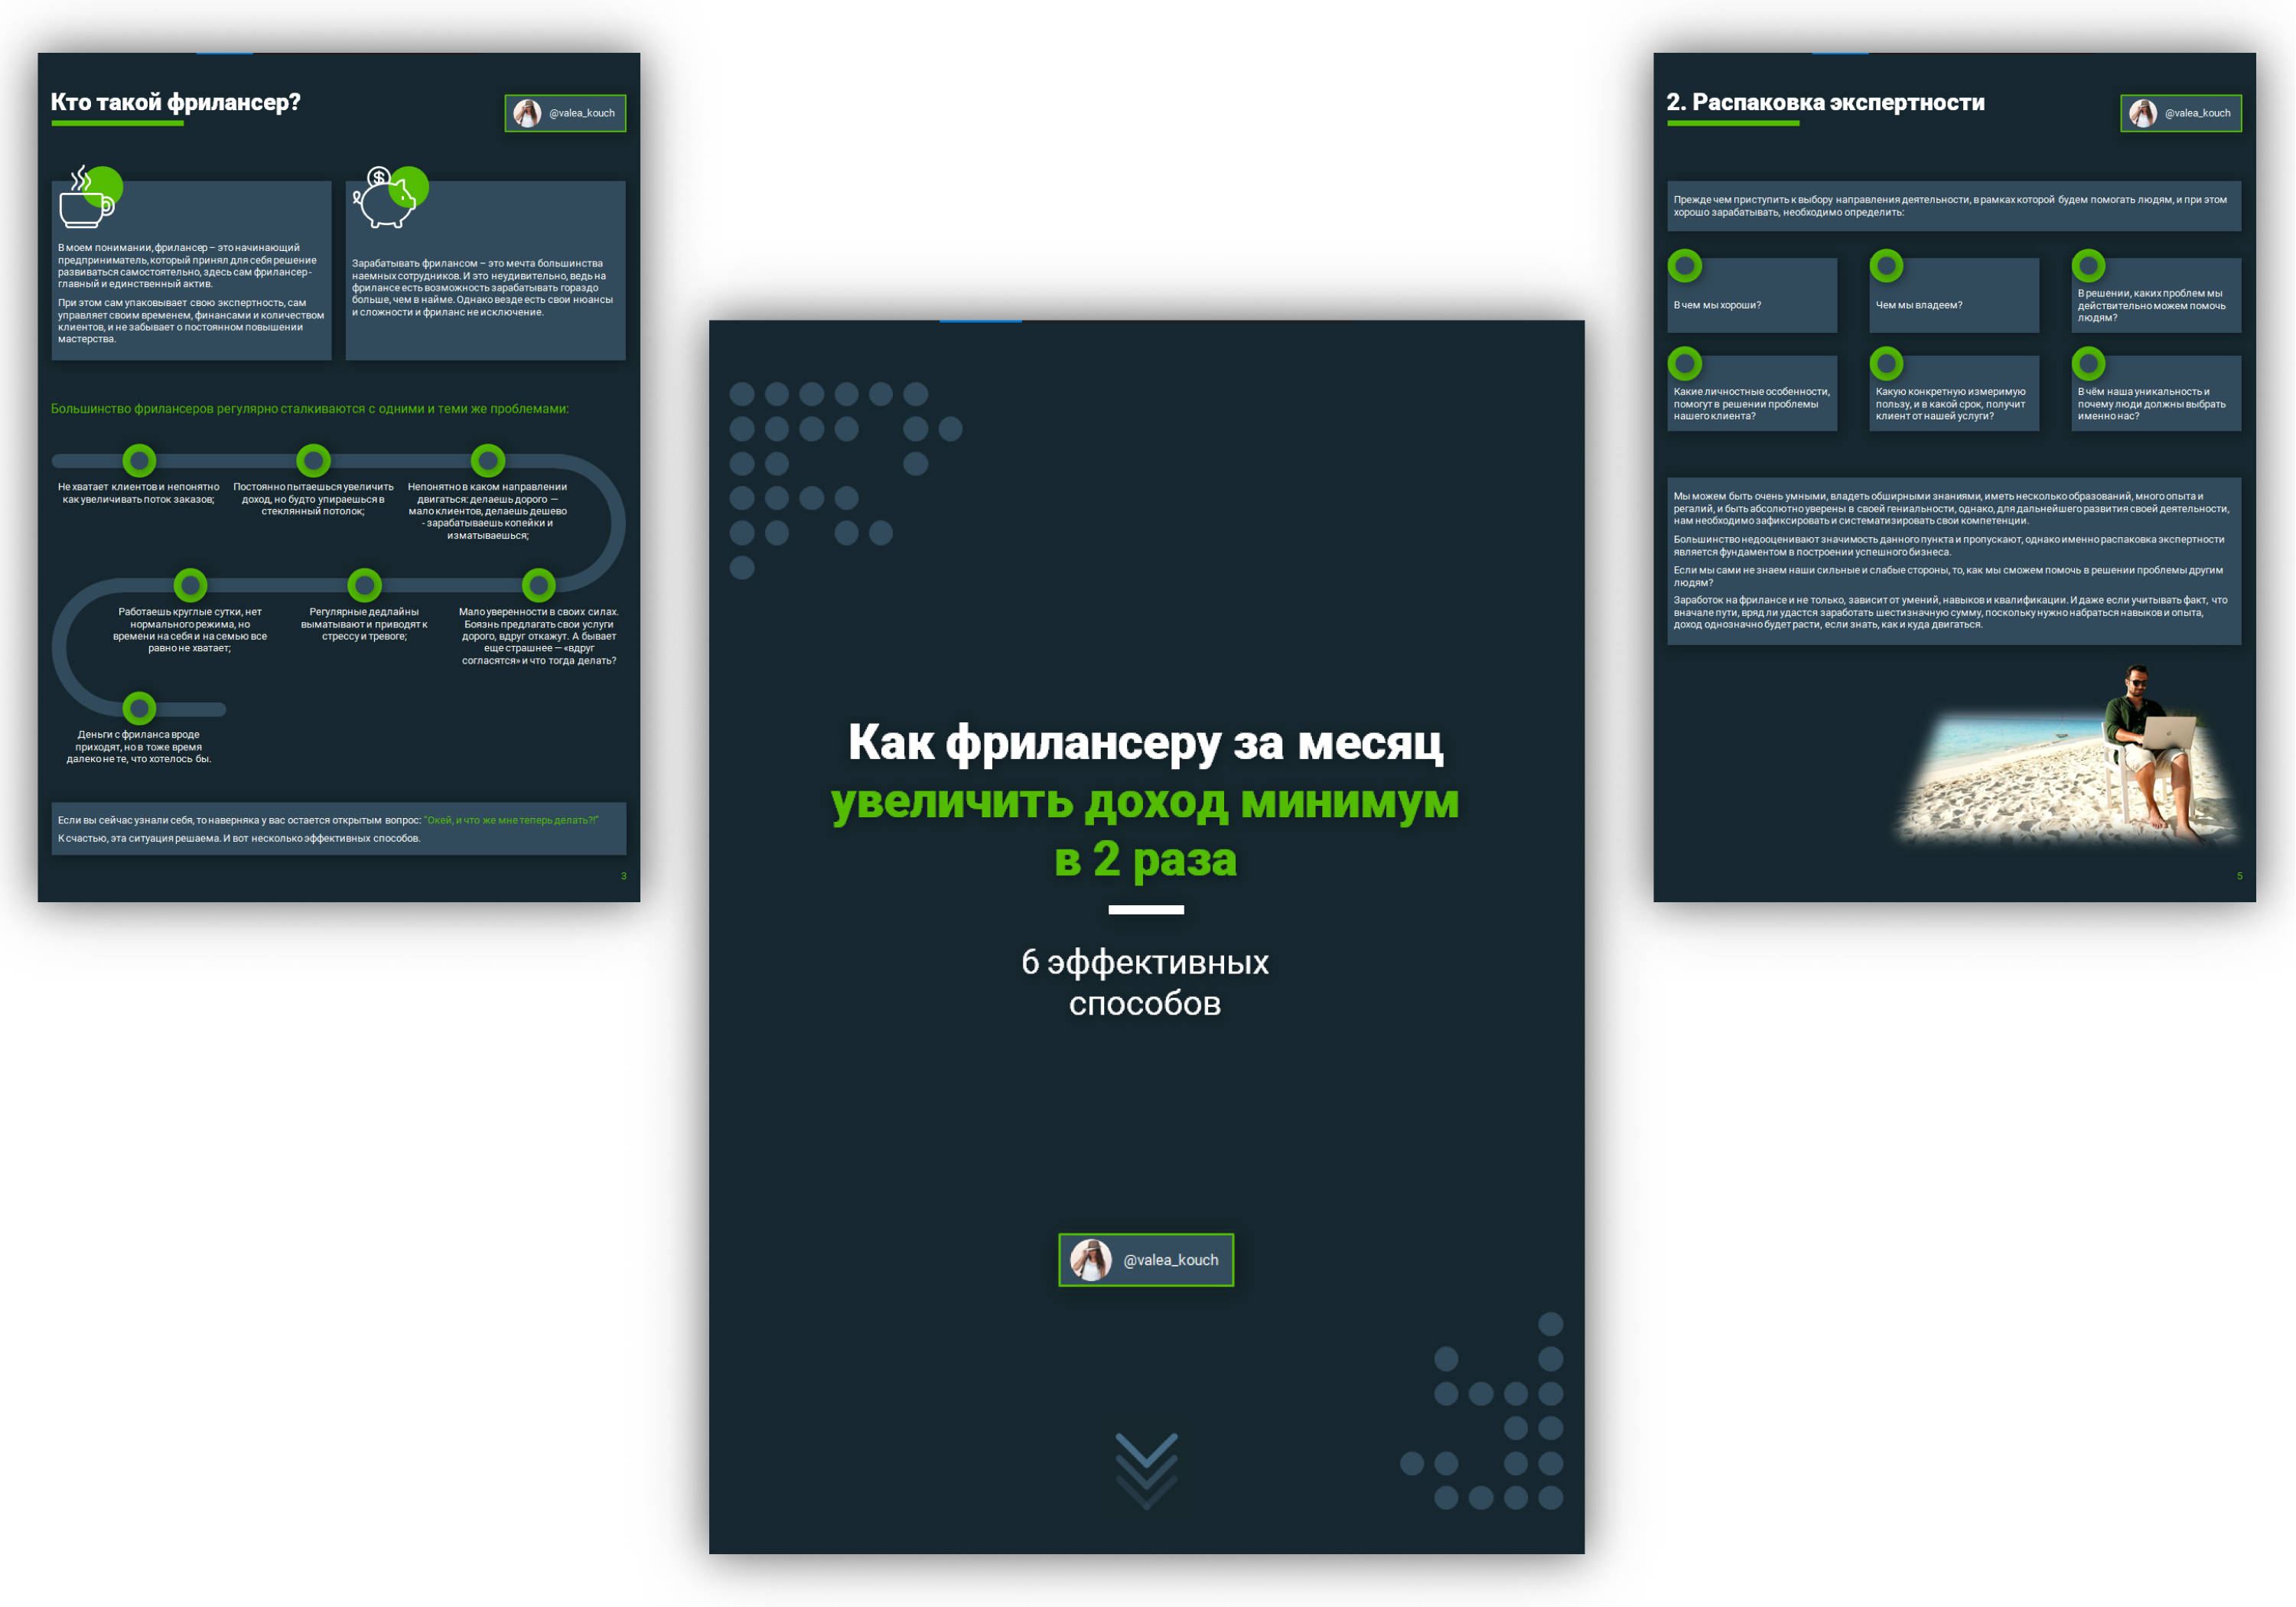 Кто такой фрилансер?
@valea_kouch
В моем понимании, фрилансер – это начинающий
предприниматель, который принял для себя решение
развиваться самостоятельно, здесь сам фрилансер -
главный и единственный актив.
При этом сам упаковывает свою экспертность, сам
управляет своим временем, финансами и количеством
клиентов, и не забывает о постоянном повышении
мастерства.
Зарабатывать фрилансом – это мечта большинства
наемных сотрудников. И это неудивительно, ведь на
фрилансе есть возможность зарабатывать гораздо
больше, чем в найме. Однако везде есть свои нюансы
и сложности и фриланс не исключение.
Большинство фрилансеров регулярно сталкиваются с одними и теми же проблемами:
Не хватает клиентов и непонятно
как увеличивать поток заказов;
Постоянно пытаешься увеличить
доход, но будто упираешься в
стеклянный потолок;
Непонятно в каком направлении
двигаться: делаешь дорого —
мало клиентов, делаешь дешево
- зарабатываешь копейки и
изматываешься;
Работаешь круглые сутки, нет
нормального режима, но
времени на себя и на семью все
равно не хватает;
Регулярные дедлайны
выматывают и приводят к
стрессу и тревоге;
Мало уверенности в своих силах.
Боязнь предлагать свои услуги
дорого, вдруг откажут. А бывает
еще страшнее — «вдруг
согласятся» и что тогда делать?
Деньги с фриланса вроде
приходят, но в тоже время
далеко не те, что хотелось бы.
Если вы сейчас узнали себя, то наверняка у вас остается открытым вопрос: "Окей, и что же мне теперь делать?!"
К счастью, эта ситуация решаема. И вот несколько эффективных способов.
3
Как фрилансеру за месяц
увеличить доход минимум
в 2 раза
6 эффективных
способов
@valea_kouch
2. Распаковка экспертности
@valea_kouch
Прежде чем приступить к выбору направления деятельности, в рамках которой будем помогать людям, и при этом
хорошо зарабатывать, необходимо определить:
В чем мы хороши?
Чем мы владеем?
В решении, каких проблем мы
действительно можем помочь
людям?
Какие личностные особенности,
помогут в решении проблемы
нашего клиента?
Какую конкретную измеримую
пользу, и в какой срок, получит
клиент от нашей услуги?
В чём наша уникальность и
почему люди должны выбрать
именно нас?
Мы можем быть очень умными, владеть обширными знаниями, иметь несколько образований, много опыта и
регалий, и быть абсолютно уверены в своей гениальности, однако, для дальнейшего развития своей деятельности,
нам необходимо зафиксировать и систематизировать свои компетенции.
Большинство недооценивают значимость данного пункта и пропускают, однако именно распаковка экспертности
является фундаментом в построении успешного бизнеса.
Если мы сами не знаем наши сильные и слабые стороны, то, как мы сможем помочь в решении проблемы другим
людям?
Заработок на фрилансе и не только, зависит от умений, навыков и квалификации. И даже если учитывать факт, что
вначале пути, вряд ли удастся заработать шестизначную сумму, поскольку нужно набраться навыков и опыта,
доход однозначно будет расти, если знать, как и куда двигаться.
5